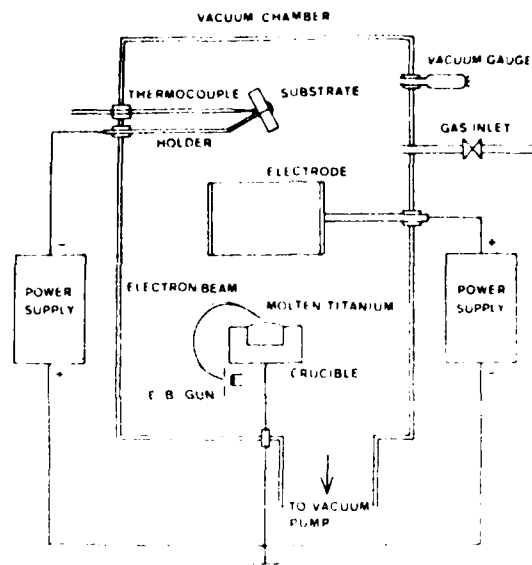 VACUUM CHAMBER
VACUUM GAUGE
THERMOCOUPLE
SUBSTRATE
GAS INLET
HOLDER
ELECTRODE
-
+
POWER
SUPPLY
ELECTRON BEAM
MOLTEN TITANIUM
POWER
SUPPLY
CRUCIBLE
+
-
E. B. GUN
TO VACUUM
PUMP